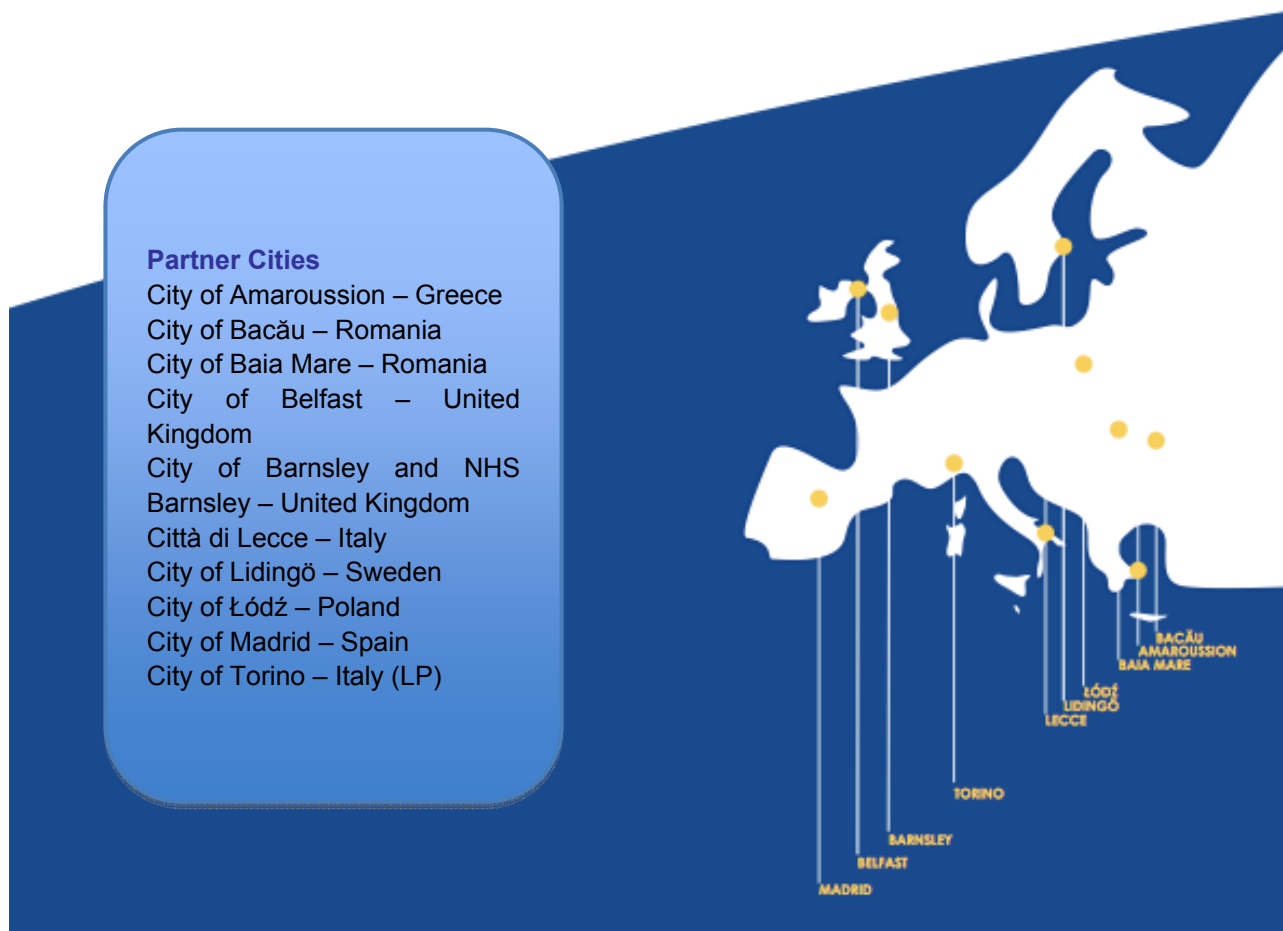 Partner Cities
City of Amaroussion – Greece
City of Bacău – Romania
City of Baia Mare – Romania
City of Belfast – United
Kingdom
City of Barnsley and NHS
Barnsley – United Kingdom
Città di Lecce – Italy
City of Lidingö – Sweden
City of Łódź – Poland
City of Madrid – Spain
City of Torino – Italy (LP)
BACĂU
AMAROUSSION
BAIA MARE
ŁÓDŹ
LIDINGÖ
LECCE
TORINO
BARNSLEY
BELFAST
MADRID